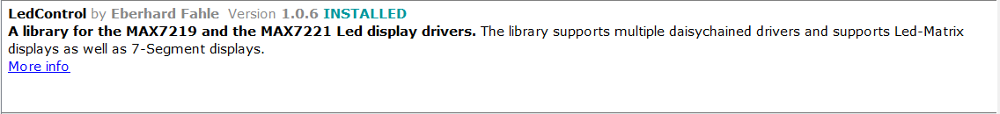 LedControl by Eberhard Fahle Version 1.0.6 INSTALLED
A library for the MAX7219 and the MAX7221 Led display drivers. The library supports multiple daisychained drivers and supports Led-Matrix
displays as well as 7-Segment displays.
More info